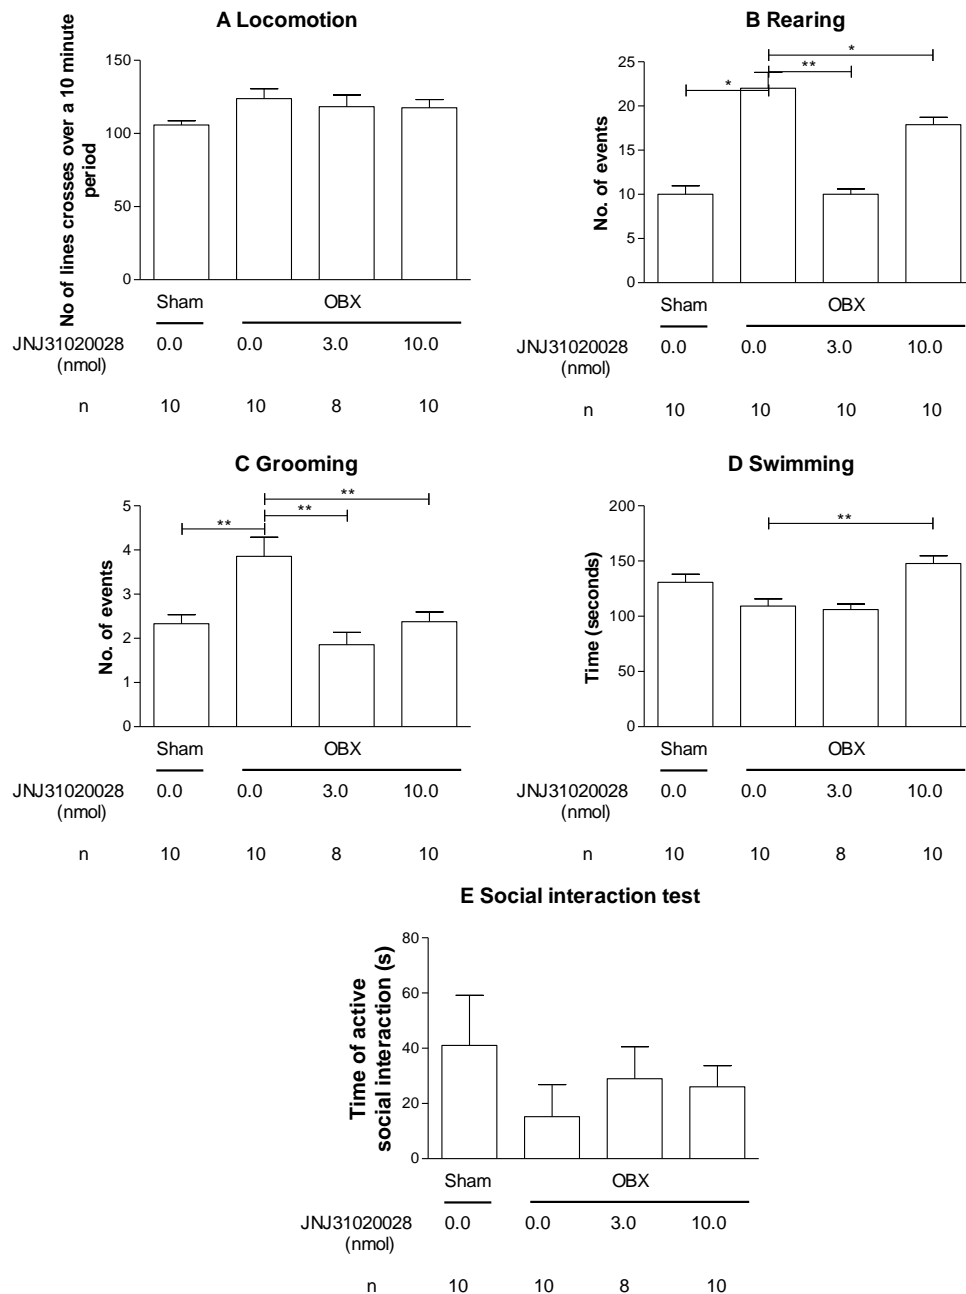 A Locomotion
No of lines crosses over a 10 minute
period
150
100
50
0
Sham
OBX
JNJ31020028
(nmol)
0.0 0.0 3.0 10.0
n 10 10 8 10
B Rearing
No. of events
25
20
15
10
5
0
*
**
*
Sham
OBX
JNJ31020028
(nmol)
0.0 0.0 3.0 10.0
n 10 10 10 10
C Grooming
No. of events
5
4
3
2
1
0
**
**
**
Sham
OBX
JNJ31020028
(nmol)
0.0 0.0 3.0 10.0
n 10 10 8 10
D Swimming
Time (seconds)
200
150
100
50
0
**
Sham
OBX
JNJ31020028
(nmol)
0.0 0.0 3.0 10.0
n 10 10 8 10
E Social interaction test
Time of active
social interaction (s)
80
60
40
20
0
Sham
OBX
JNJ31020028
(nmol)
0.0 0.0 3.0 10.0
n 10 10 8 10